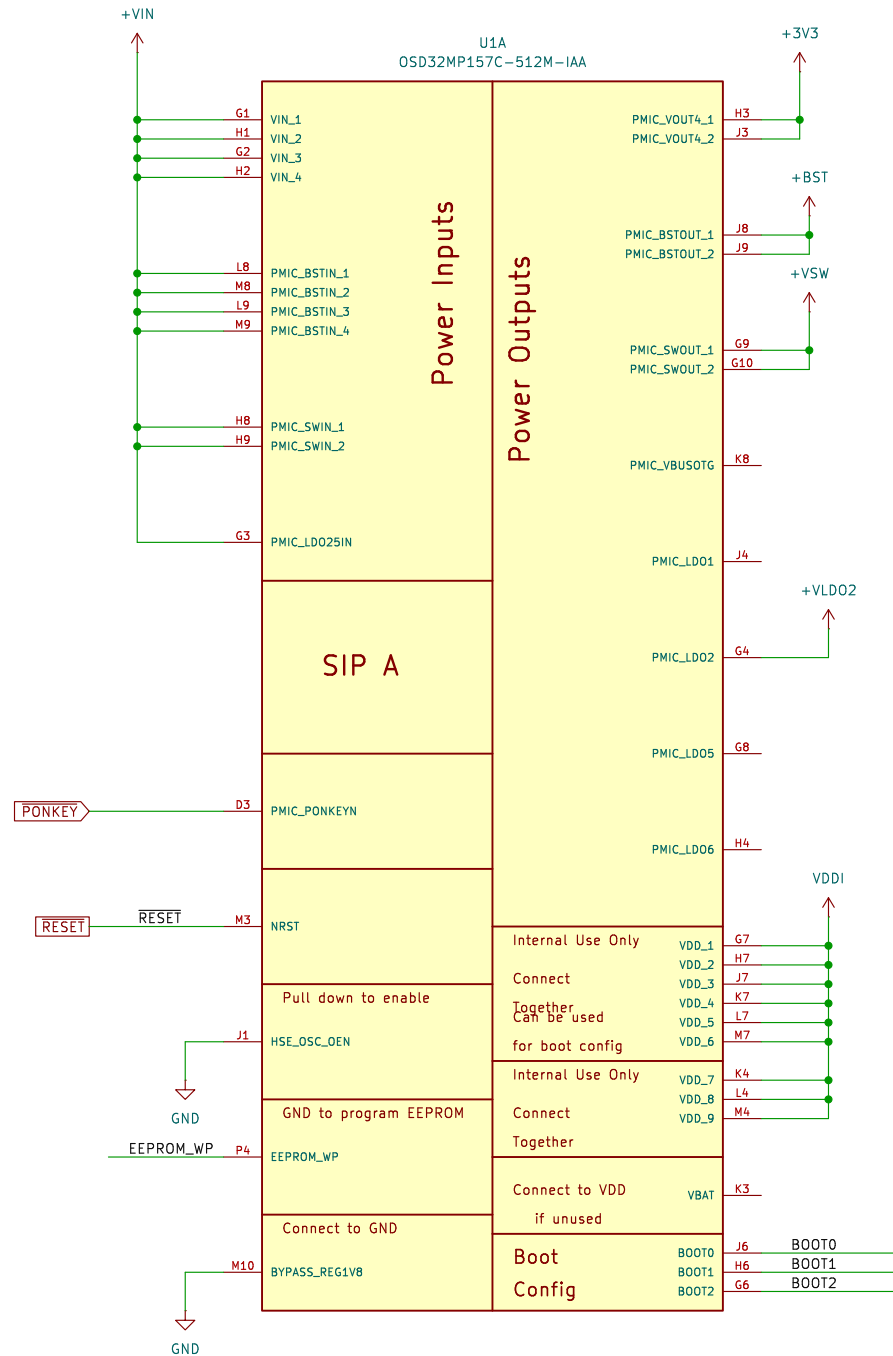 +VIN
U1A
OSD32MP157C-512M-IAA
+3V3
G1 VIN_1
H1 VIN_2
G2 VIN_3
H2 VIN_4
L8 PMIC_BSTIN_1
M8 PMIC_BSTIN_2
L9 PMIC_BSTIN_3
M9 PMIC_BSTIN_4
H8 PMIC_SWIN_1
H9 PMIC_SWIN_2
G3 PMIC_LDO25IN
Power Inputs
Power Outputs
PMIC_VOUT4_1 H3
PMIC_VOUT4_2 J3
+BST
PMIC_BSTOUT_1 J8
PMIC_BSTOUT_2 J9
+VSW
PMIC_SWOUT_1 G9
PMIC_SWOUT_2 G10
PMIC_VBUSOTG K8
PMIC_LDO1 J4
+VLDO2
PMIC_LDO2 G4
PMIC_LDO5 G8
PMIC_LDO6 H4
SIP A
PONKEY D3 PMIC_PONKEYN
RESET RESET M3 NRST
Pull down to enable
J1 HSE_OSC_OEN
GND
GND to program EEPROM
EEPROM_WP P4 EEPROM_WP
Connect to GND
M10 BYPASS_REG1V8
GND
VDDI
Internal Use Only
Connect
Together
Can be used
for boot config
VDD_1 G7
VDD_2 H7
VDD_3 J7
VDD_4 K7
VDD_5 L7
VDD_6 M7
Internal Use Only
Connect
Together
VDD_7 K4
VDD_8 L4
VDD_9 M4
Connect to VDD
if unused
VBAT K3
Boot
Config
BOOT0 J6 BOOT0
BOOT1 H6 BOOT1
BOOT2 G6 BOOT2